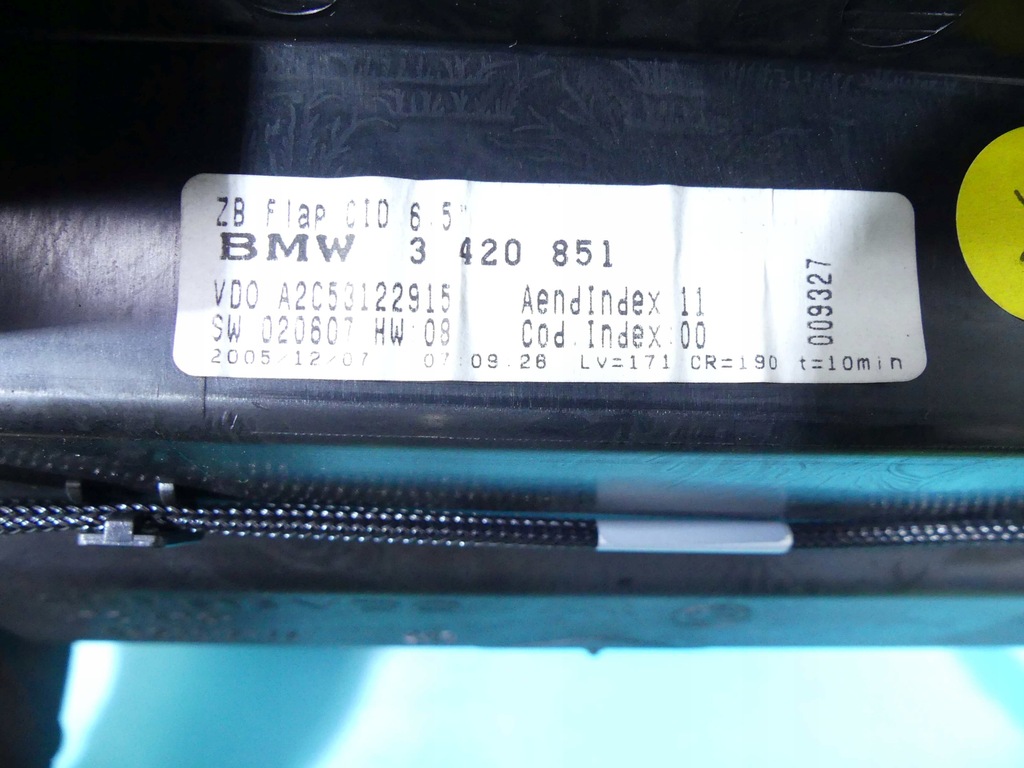 ZB Flap CID 6.5"
BMW 3 420 851
VDO A2C53122915 AendIndex 11
SW 020607 HW 08 Cod.Index:00
2005/12/07 07:09.28 Lv=171 CR=190 t=10min
009327